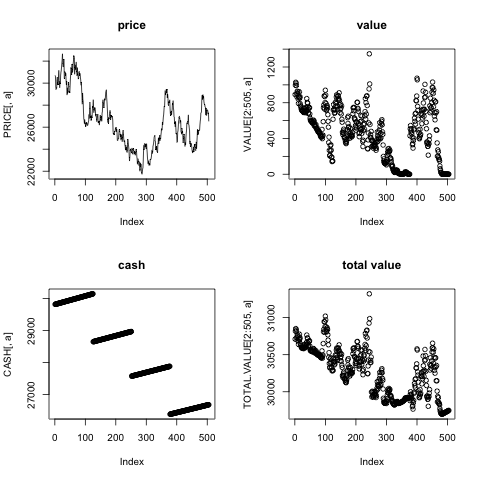 price
PRICE[, a]
22000 26000 30000
0 100 200 300 400 500
Index
value
VALUE[2:505, a]
0 400 800 1200
0 100 200 300 400 500
Index
cash
CASH[, a]
27000 29000
0 100 200 300 400 500
Index
total value
TOTAL.VALUE[2:505, a]
30000 30500 31000
0 100 200 300 400 500
Index